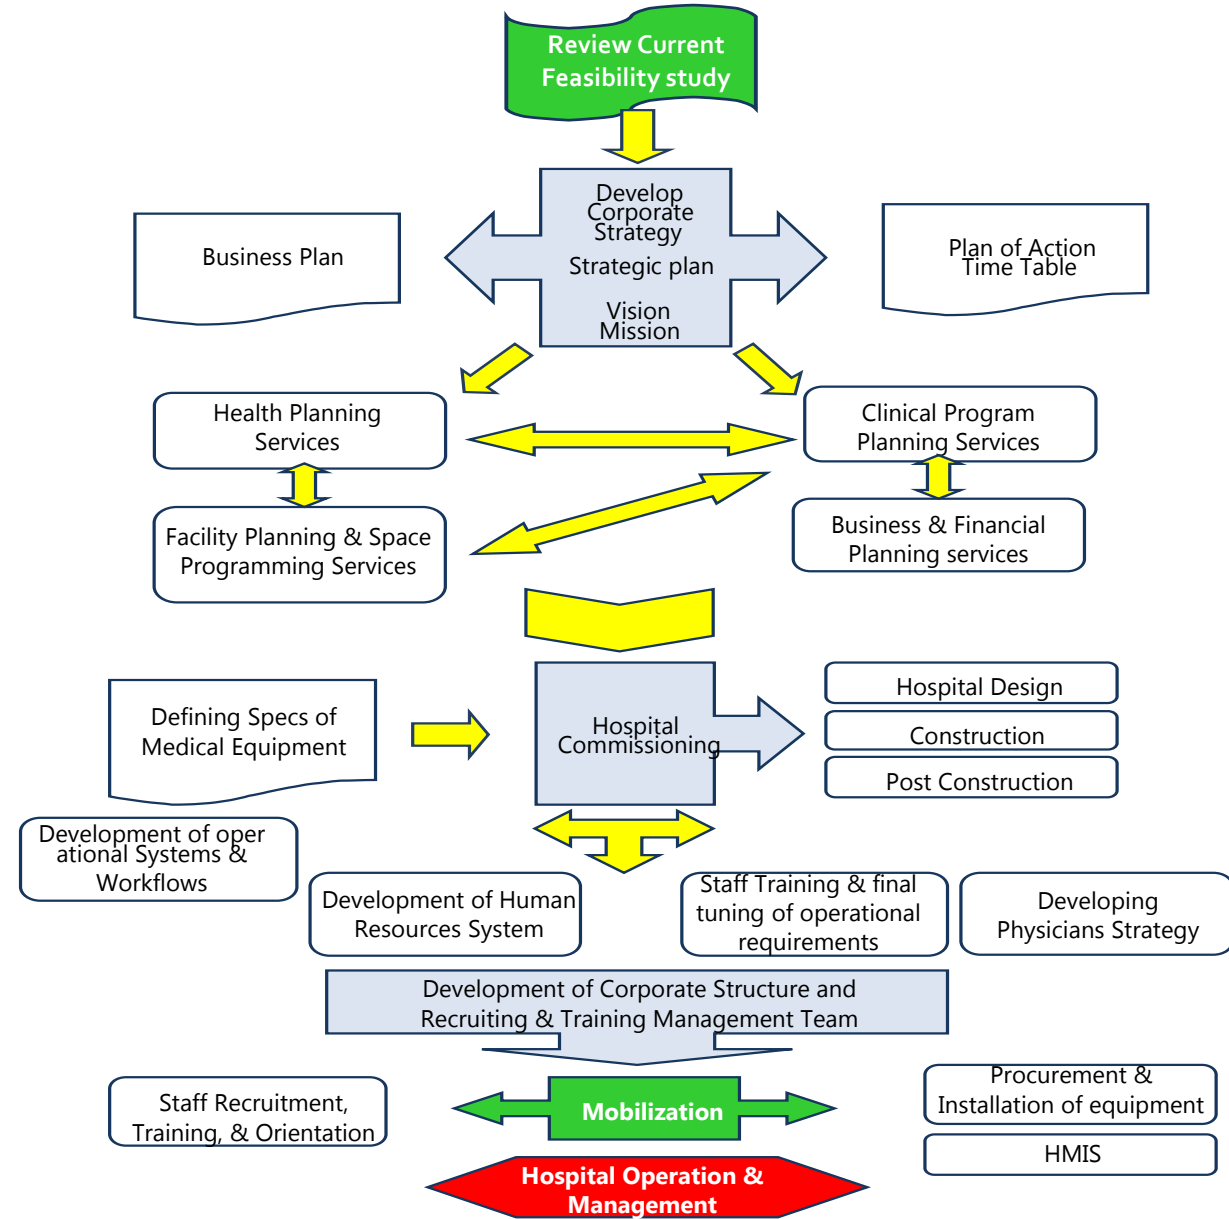 Review Current
Feasibility study
Develop
Corporate
Strategy
Strategic plan
Vision
Mission
Business Plan
Plan of Action
Time Table
Health Planning
Services
Clinical Program
Planning Services
Facility Planning & Space
Programming Services
Business & Financial
Planning services
Defining Specs of
Medical Equipment
Hospital
Commissioning
Hospital Design
Construction
Post Construction
Development of oper
ational Systems &
Workflows
Development of Human
Resources System
Staff Training & final
tuning of operational
requirements
Developing
Physicians Strategy
Development of Corporate Structure and
Recruiting & Training Management Team
Staff Recruitment,
Training, & Orientation
Mobilization
Procurement &
Installation of equipment
HMIS
Hospital Operation &
Management